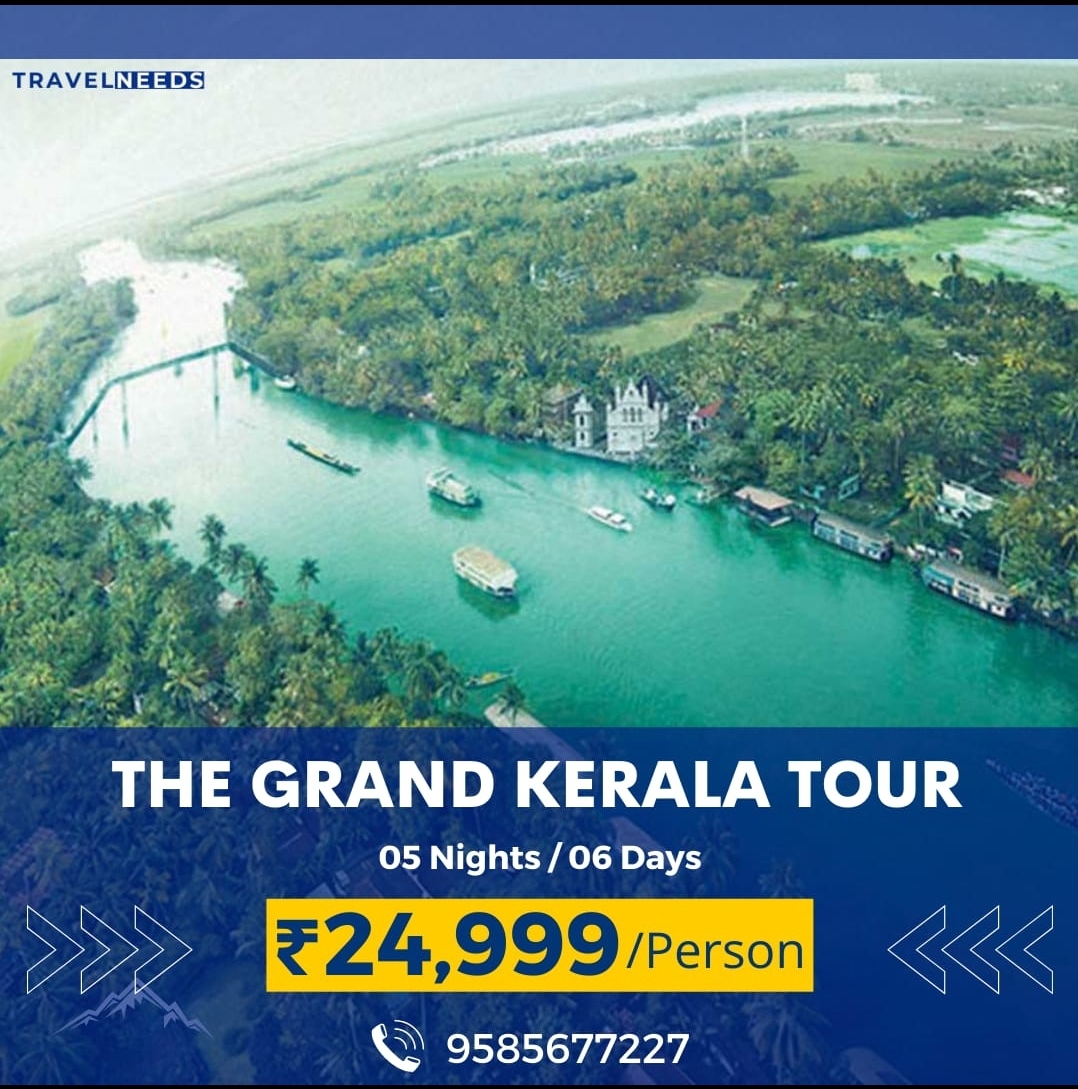 TRAVELNEEDS
THE GRAND KERALA TOUR
05 Nights / 06 Days
₹24,999/Person
9585677227